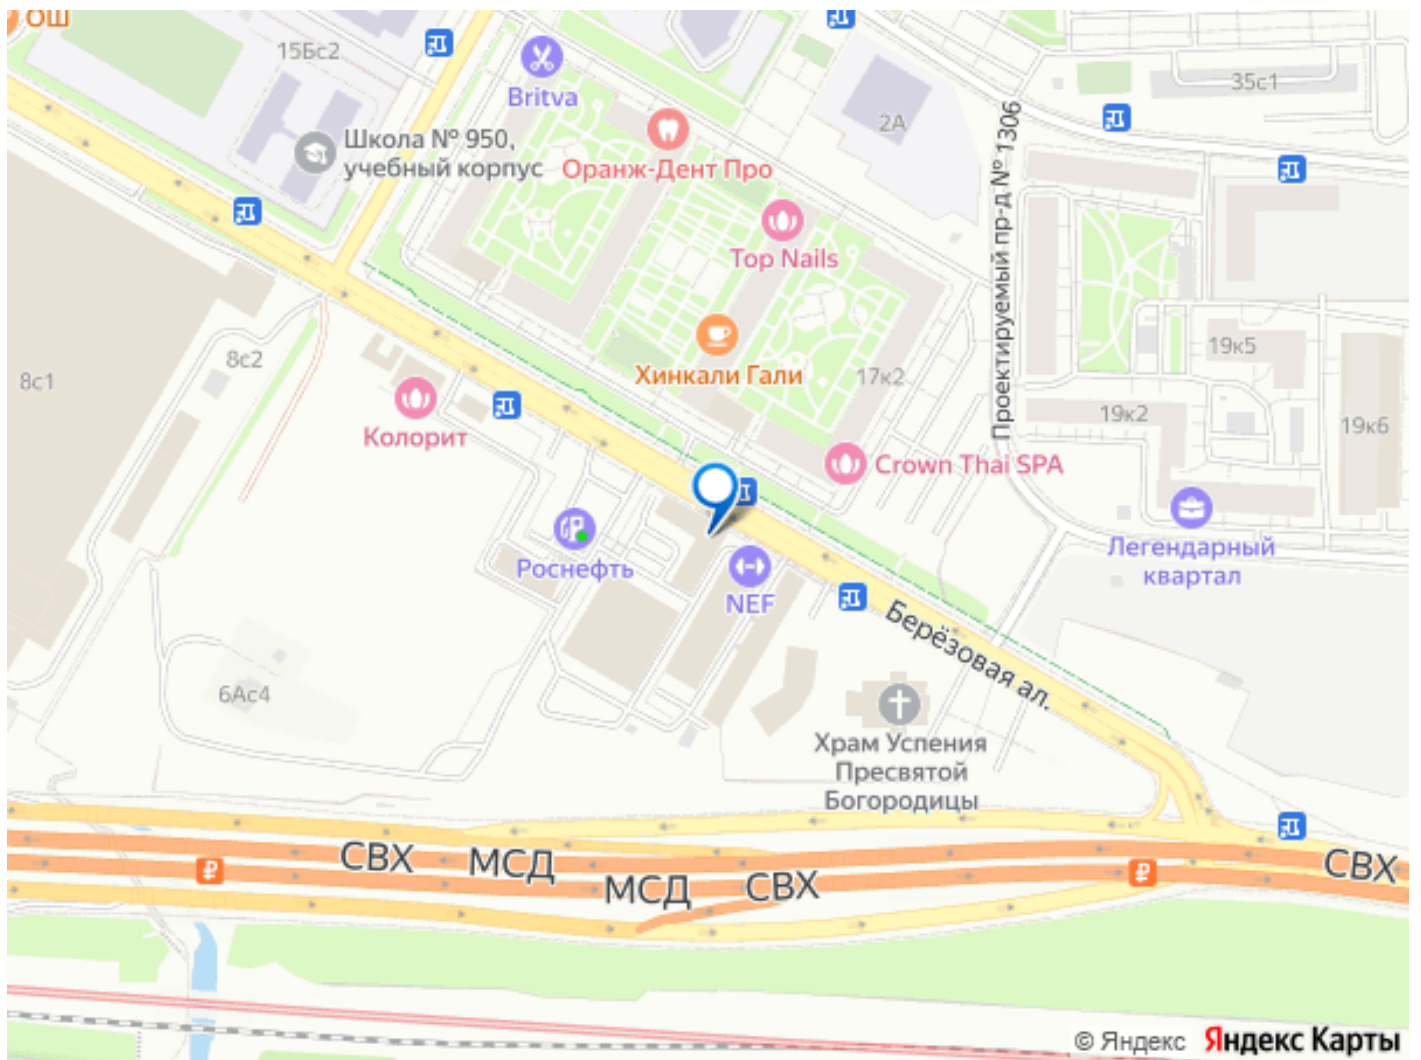 ОШ
15Бс2
Britva
35с1
2А
Школа № 950,
учебный корпус
Оранж-Дент Про
Проектируемый пр-д № 1306
Top Nails
8с2
8с1
Хинкали Гали
17к2
19к5
19к2
19к6
Колорит
Crown Thai SPA
Роснефть
NEF
Легендарный
квартал
Берёзовая ал.
6Ас4
Храм Успения
Пресвятой
Богородицы
СВХ
МСД
МСД
СВХ
СВХ
© Яндекс Яндекс Карты